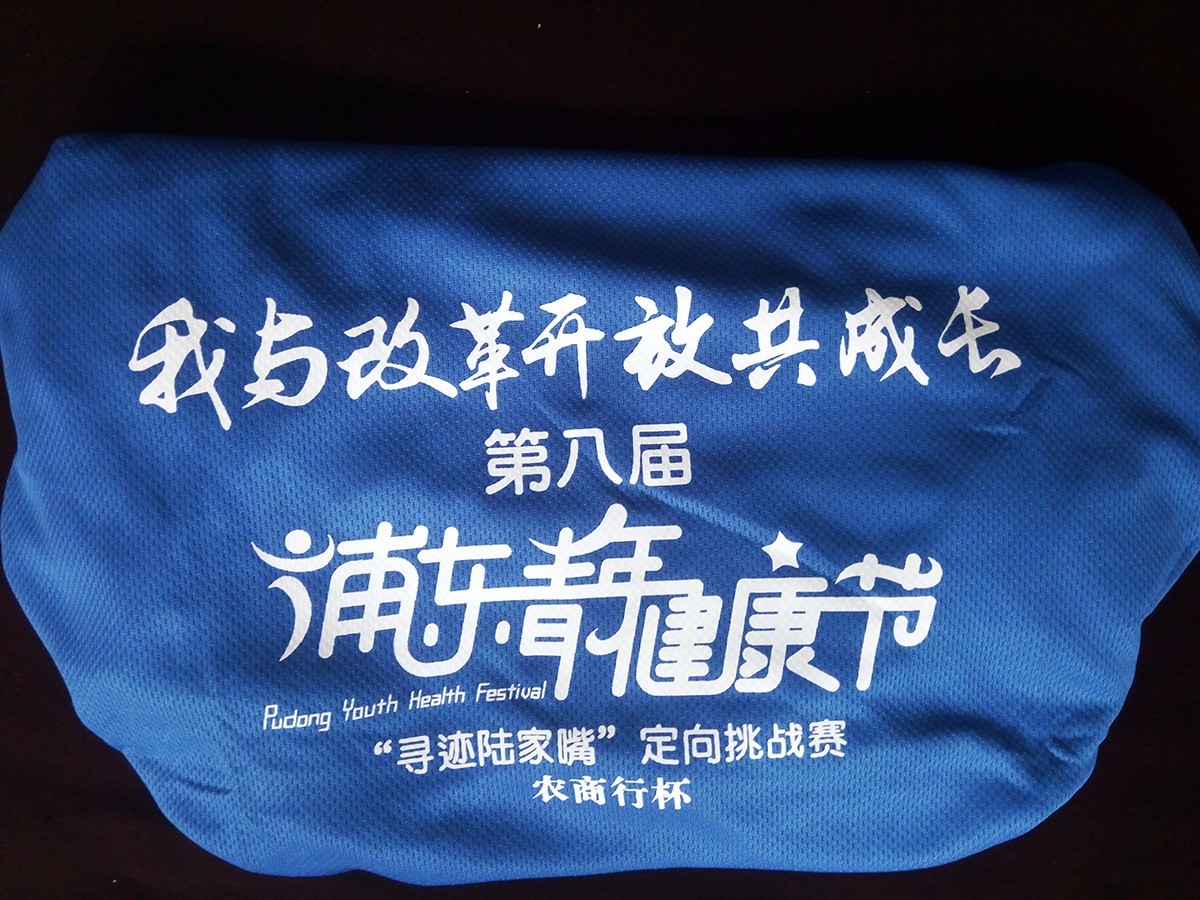 我与改革开放共成长
第八届
浦东青年健康节
Pudong Youth Health Festival
“寻迹陆家嘴”定向挑战赛
农商行杯